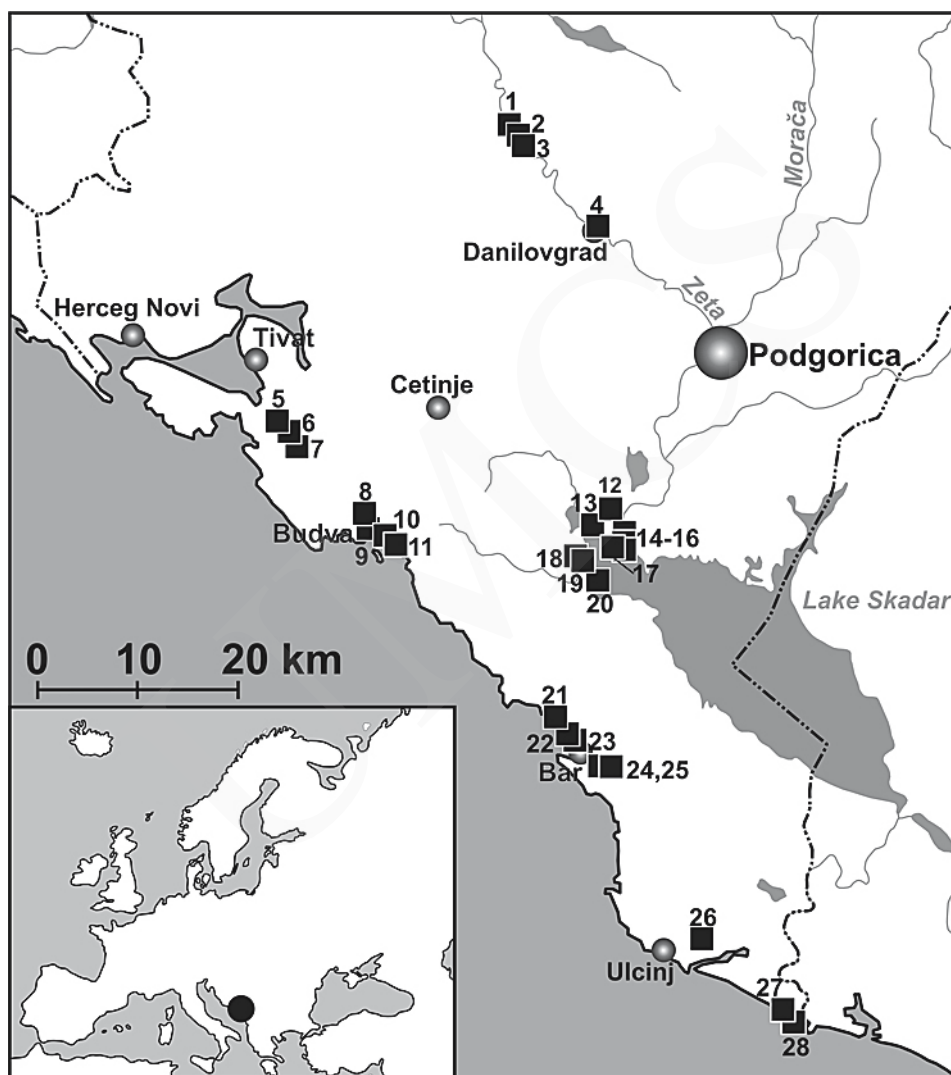 1
2
3
Morača
4
Danilovgrad
Zeta
Herceg Novi
Tivat
Podgorica
Cetinje
5
6
7
8
12
13
Budva
10
14-16
9
11
18
17
19
20
Lake Skadar
0 10 20 km
21
22
23
Bar
24,25
26
Ulcinj
27
28
UMCS